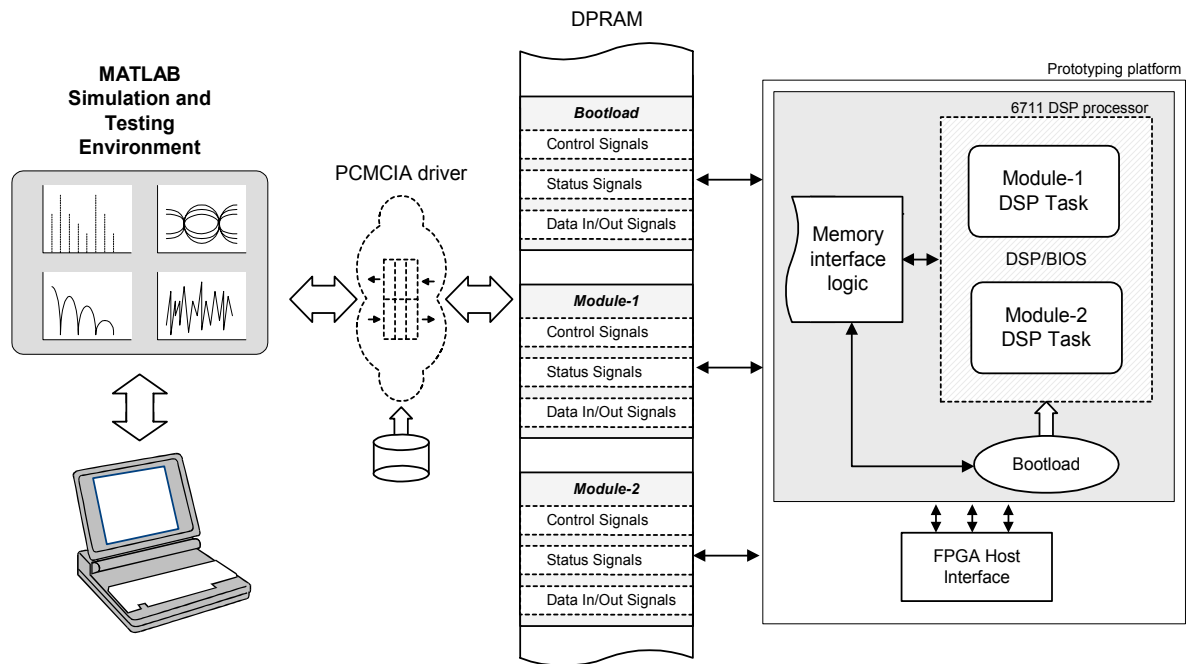 DPRAM
MATLAB
Simulation and
Testing
Environment
PCMCIA driver
Bootload
Control Signals
Status Signals
Data In/Out Signals
Module-1
Control Signals
Status Signals
Data In/Out Signals
Module-2
Control Signals
Status Signals
Data In/Out Signals
Prototyping platform
6711 DSP processor
Module-1
DSP Task
DSP/BIOS
Module-2
DSP Task
Memory
interface
logic
Bootload
FPGA Host
Interface